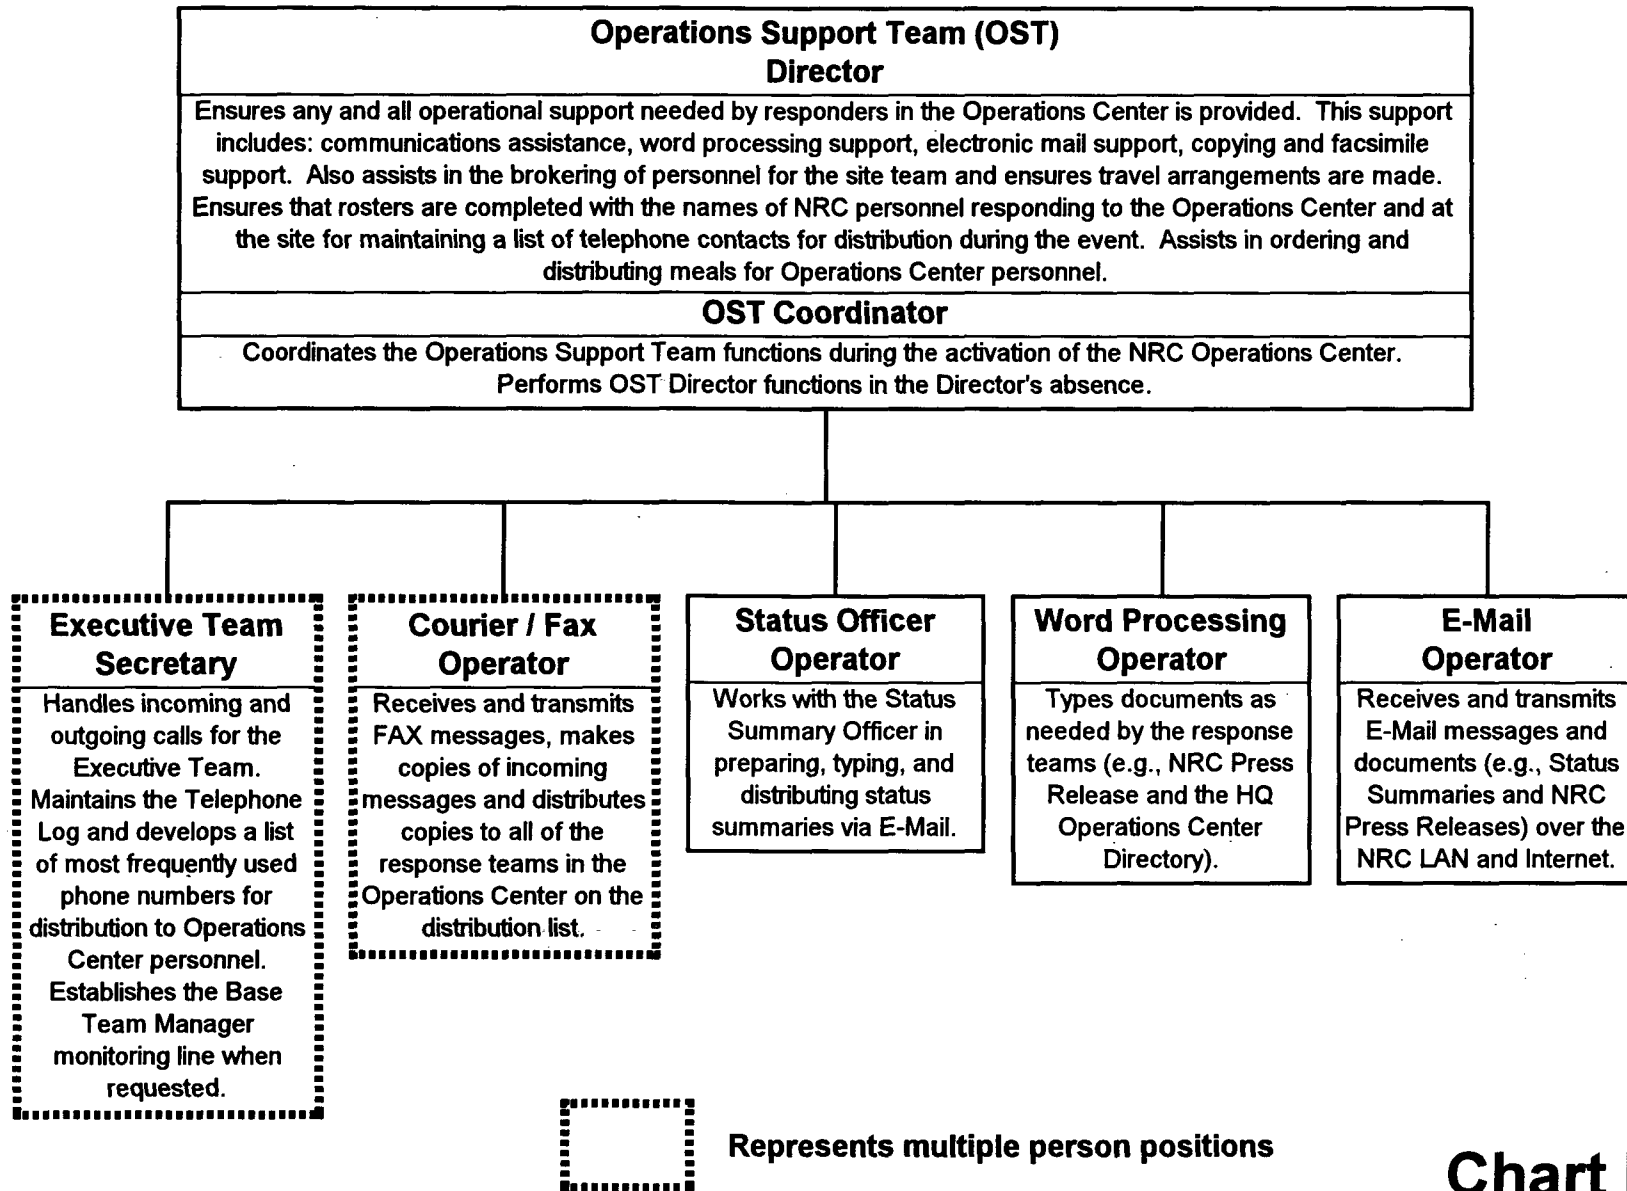 Operations Support Team (OST)
Director
Ensures any and all operational support needed by responders in the Operations Center is provided. This support
includes: communications assistance, word processing support, electronic mail support, copying and facsimile
support. Also assists in the brokering of personnel for the site team and ensures travel arrangements are made.
Ensures that rosters are completed with the names of NRC personnel responding to the Operations Center and at
the site for maintaining a list of telephone contacts for distribution during the event. Assists in ordering and
distributing meals for Operations Center personnel.
OST Coordinator
Coordinates the Operations Support Team functions during the activation of the NRC Operations Center.
Performs OST Director functions in the Director's absence.
Executive Team
Secretary
Handles incoming and
outgoing calls for the
Executive Team.
Maintains the Telephone
Log and develops a list
of most frequently used
phone numbers for
distribution to Operations
Center personnel.
Establishes the Base
Team Manager
monitoring line when
requested.
Courier / Fax
Operator
Receives and transmits
FAX messages, makes
copies of incoming
messages and distributes
copies to all of the
response teams in the
Operations Center on the
distribution list.
Status Officer
Operator
Works with the Status
Summary Officer in
preparing, typing, and
distributing status
summaries via E-Mail.
Word Processing
Operator
Types documents as
needed by the response
teams (e.g., NRC Press
Release and the HQ
Operations Center
Directory).
E-Mail
Operator
Receives and transmits
E-Mail messages and
documents (e.g., Status
Summaries and NRC
Press Releases) over the
NRC LAN and Internet.
Represents multiple person positions
Chart